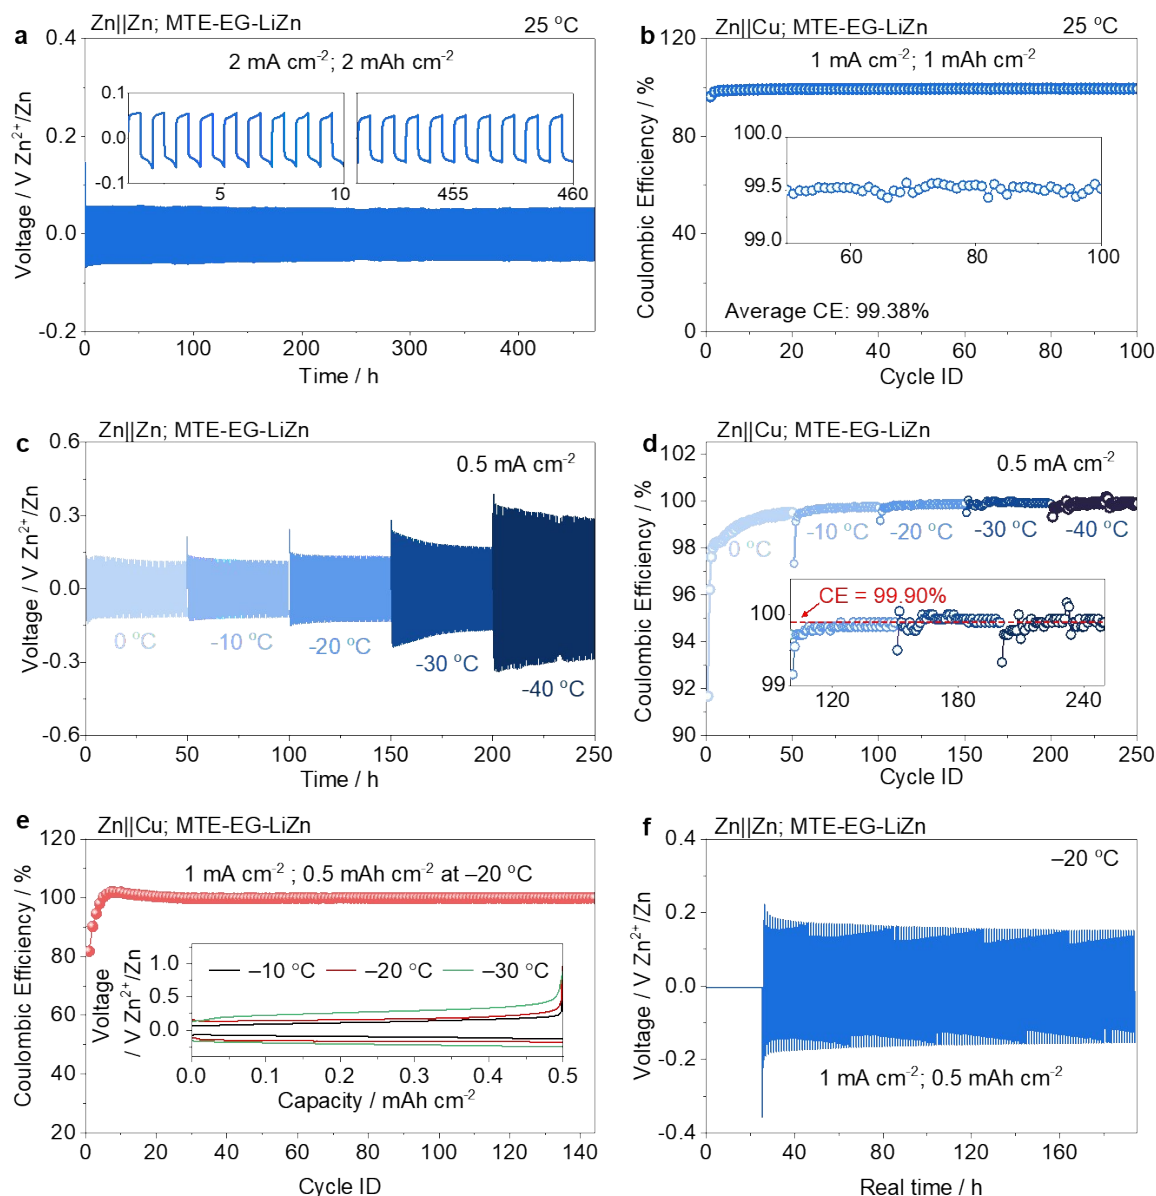 a
Zn||Zn; MTE-EG-LiZn
25 °C
2 mA cm⁻²; 2 mAh cm⁻²
0.4
0.2
0.0
-0.2
Voltage / V Zn²⁺/Zn
0.1
0.0
-0.1
5
10
455
460
0
100
200
300
400
Time / h
b
Zn||Cu; MTE-EG-LiZn
25 °C
1 mA cm⁻²; 1 mAh cm⁻²
120
80
40
0
Coulombic Efficiency / %
100.0
99.5
99.0
60
80
100
Average CE: 99.38%
0
20
40
60
80
100
Cycle ID
c
Zn||Zn; MTE-EG-LiZn
0.5 mA cm⁻²
0.6
0.3
0.0
-0.3
-0.6
Voltage / V Zn²⁺/Zn
0 °C
-10 °C
-20 °C
-30 °C
-40 °C
0
50
100
150
200
250
Time / h
d
Zn||Cu; MTE-EG-LiZn
0.5 mA cm⁻²
102
100
98
96
94
92
90
Coulombic Efficiency / %
0 °C
-10 °C
-20 °C
-30 °C
-40 °C
CE = 99.90%
100
99
120
180
240
0
50
100
150
200
250
Cycle ID
e
Zn||Cu; MTE-EG-LiZn
1 mA cm⁻² ; 0.5 mAh cm⁻² at –20 °C
120
100
80
60
40
20
Coulombic Efficiency / %
Voltage
/ V Zn²⁺/Zn
1.0
0.5
0.0
–10 °C
–20 °C
–30 °C
0.0
0.1
0.2
0.3
0.4
0.5
Capacity / mAh cm⁻²
0
20
40
60
80
100
120
140
Cycle ID
f
Zn||Zn; MTE-EG-LiZn
–20 °C
0.4
0.2
0.0
-0.2
-0.4
Voltage / V Zn²⁺/Zn
1 mA cm⁻²; 0.5 mAh cm⁻²
0
40
80
120
160
Real time / h